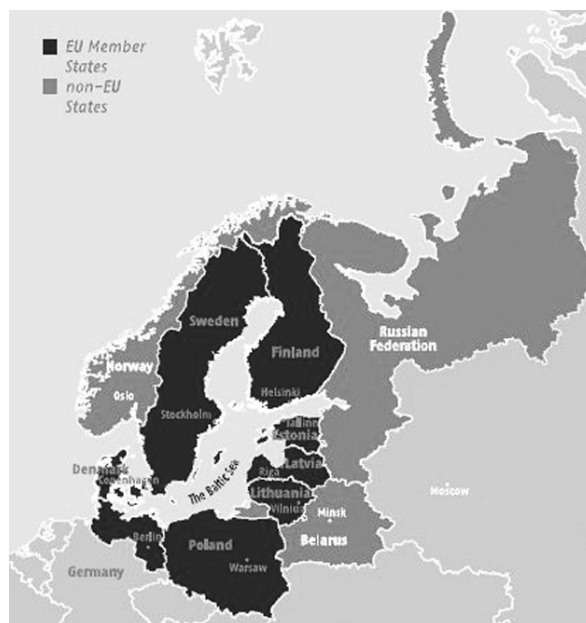 EU Member
States
non-EU
States
Sweden
Finland
Russian
Federation
Norway
Oslo
Helsinki
Stockholm
Tallinn
Estonia
Denmark
Copenhagen
Riga
Latvia
The Baltic Sea
Moscow
Lithuania
Vilnius
Minsk
Belarus
Berlin
Poland
Germany
Warsaw